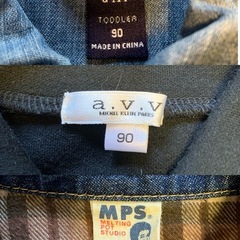 TODDLER
90
MADE IN CHINA
a.v.v
MICHEL KLEIN PARIS
90
MPS.
MELTING
POT
STUDIO